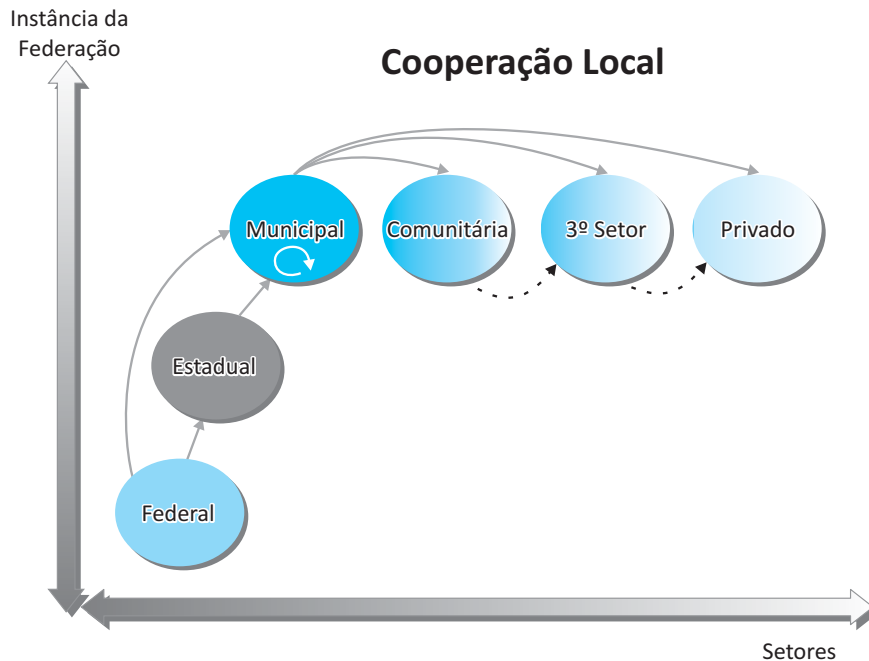 Instância da
Federação
Cooperação Local
Municipal
Comunitária
3º Setor
Privado
Estadual
Federal
Setores